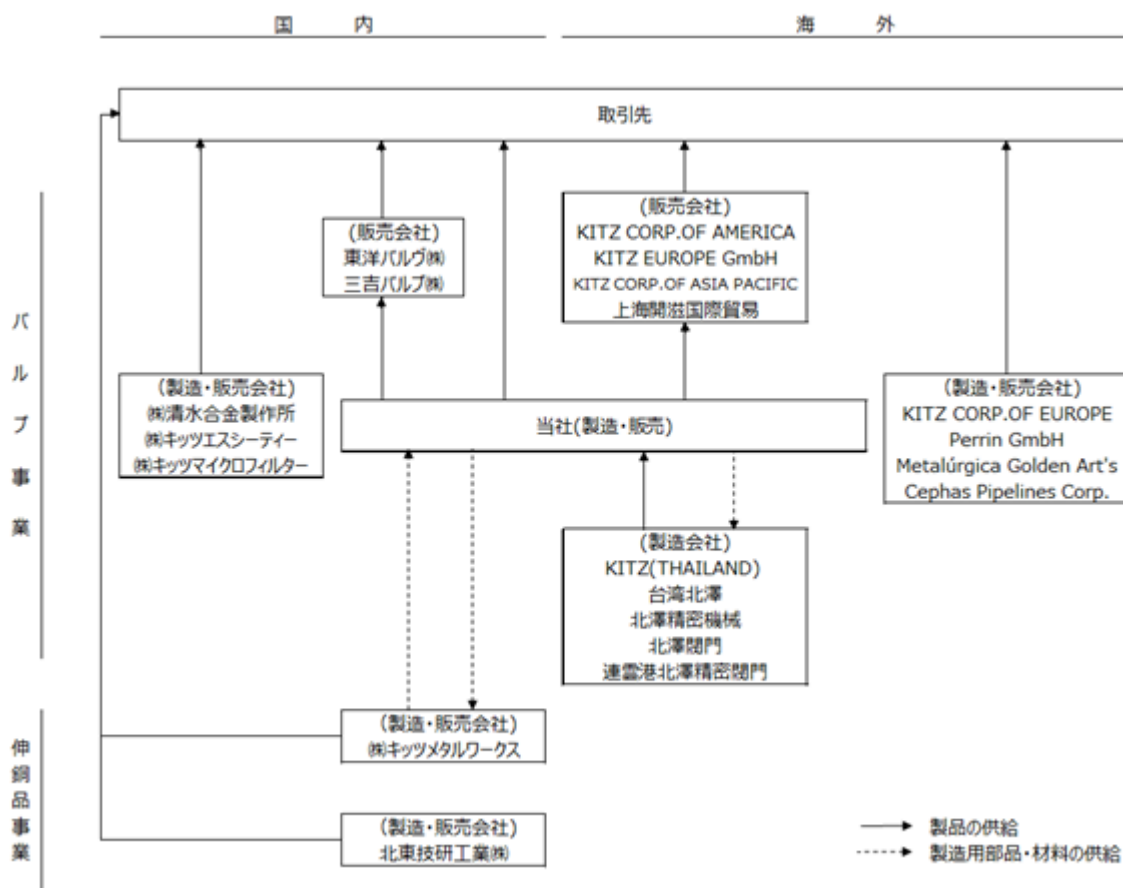 国内
海外
取引先
(販売会社)
東洋バルヴ㈱
三吉バルブ㈱
(販売会社)
KITZ CORP.OF AMERICA
KITZ EUROPE GmbH
KITZ CORP.OF ASIA PACIFIC
上海開滋国際貿易
バルブ事業
(製造・販売会社)
㈱清水合金製作所
㈱キッツエスシーティー
㈱キッツマイクロフィルター
当社(製造・販売)
(製造・販売会社)
KITZ CORP.OF EUROPE
Perrin GmbH
Metalúrgica Golden Art's
Cephas Pipelines Corp.
(製造会社)
KITZ(THAILAND)
台湾北澤
北澤精密機械
北澤閥門
連雲港北澤精密閥門
伸銅品事業
(製造・販売会社)
㈱キッツメタルワークス
(製造・販売会社)
北東技研工業㈱
製品の供給
製造用部品・材料の供給